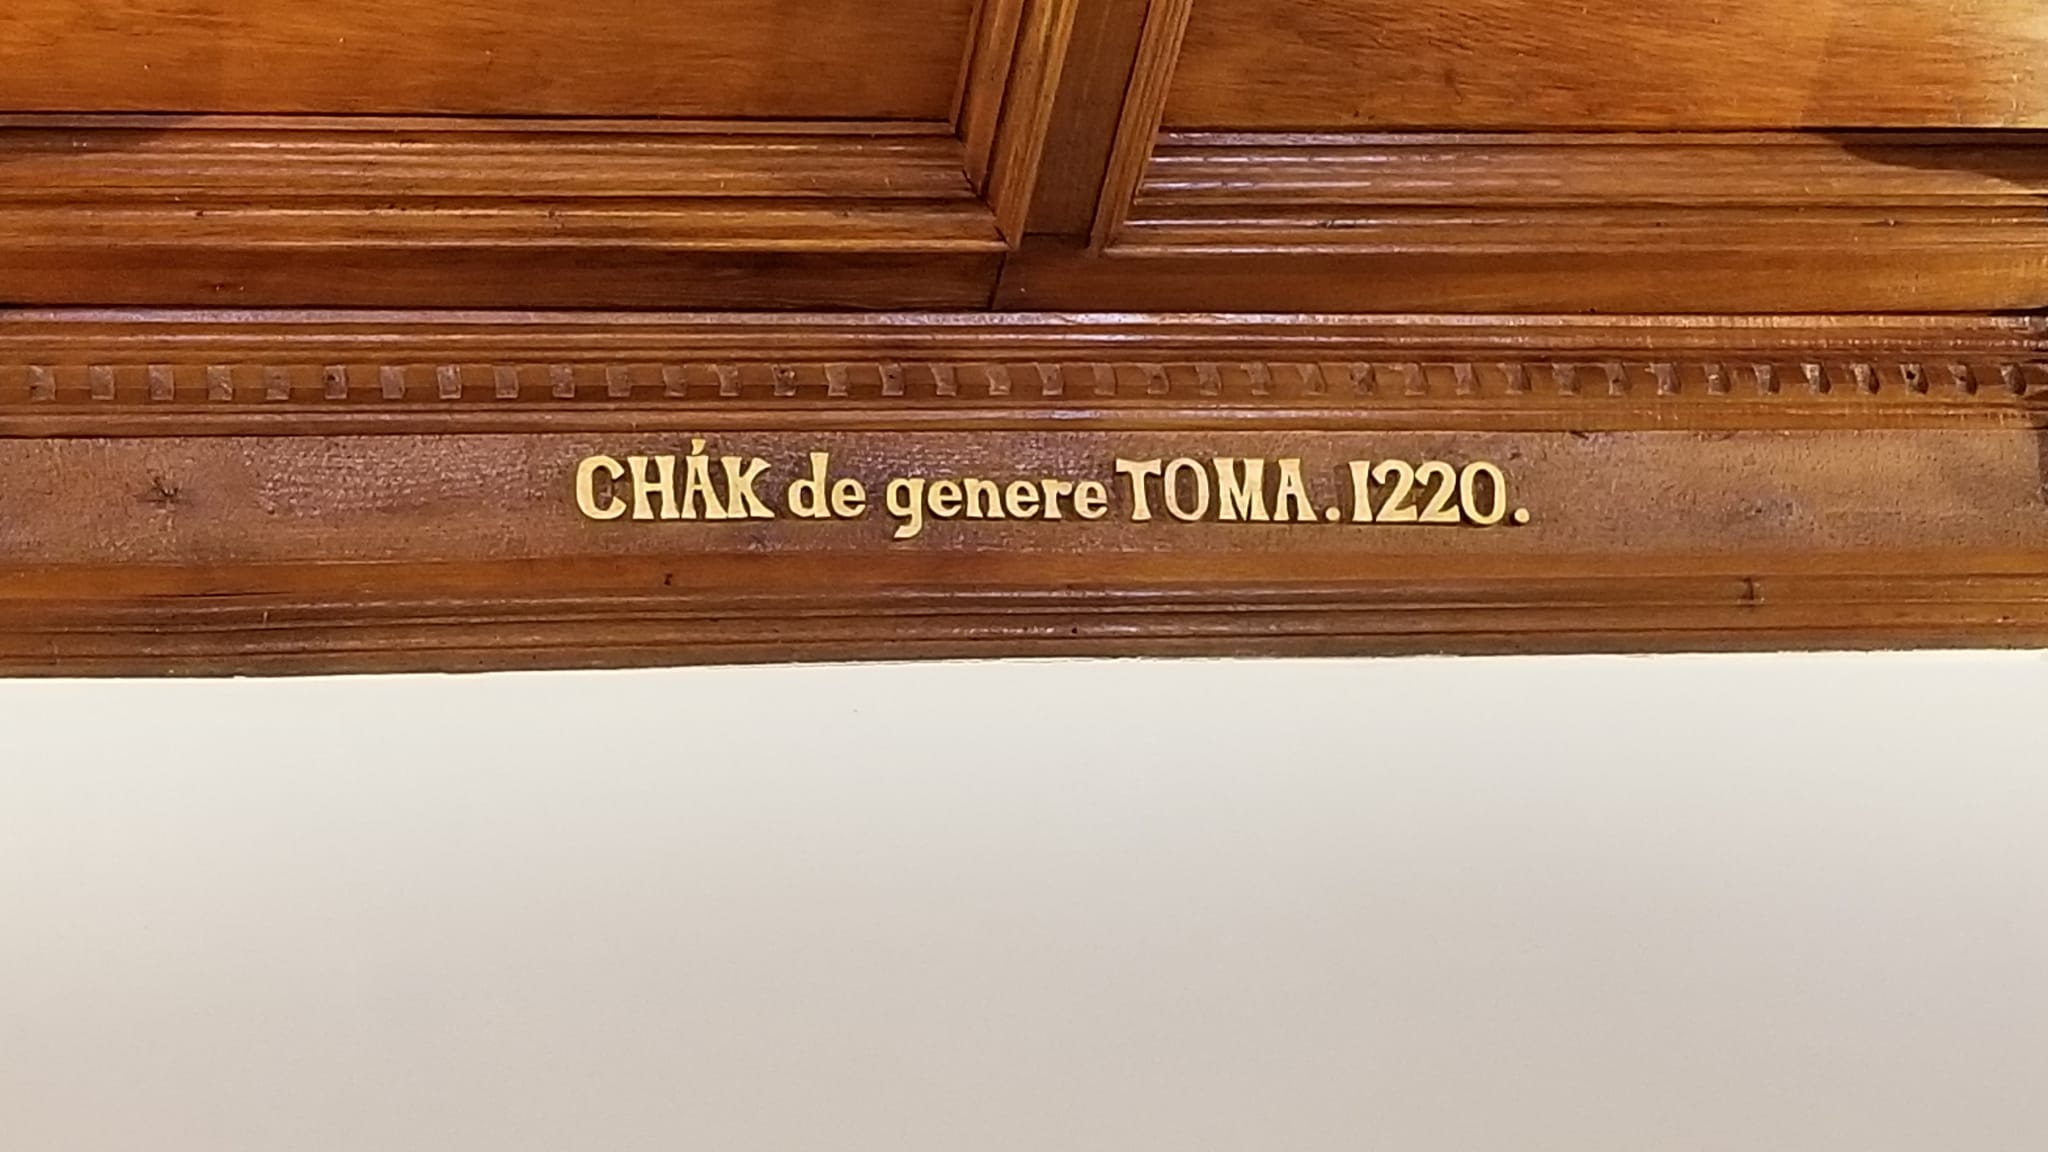 CHÁK de genere TOMA. 1220.